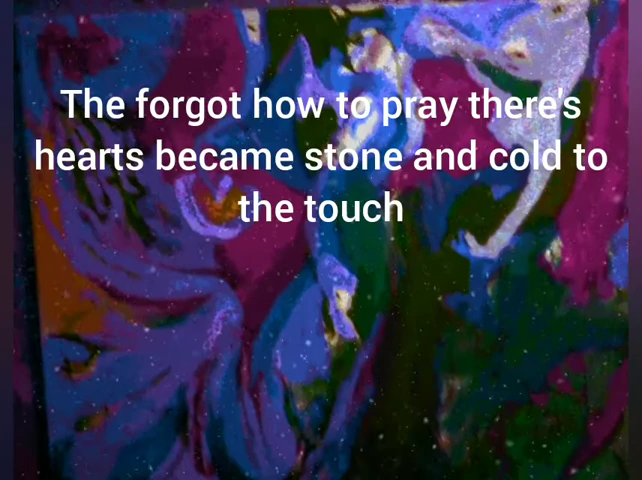 The forgot how to pray there's
hearts became stone and cold to
the touch